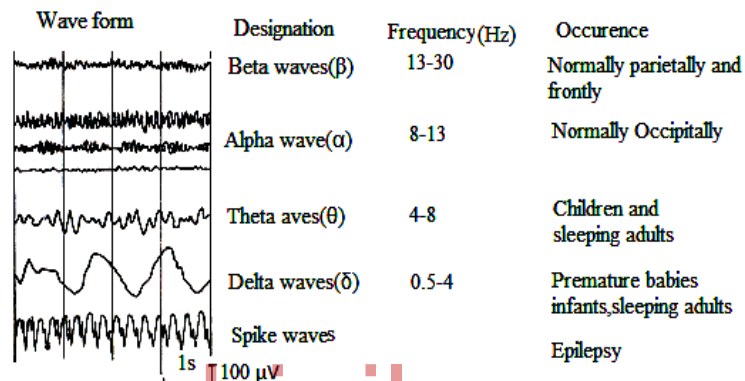 Wave form Designation Frequency(Hz) Occurence
Beta waves(β) 13-30 Normally parietally and
frontly
Alpha wave(α) 8-13 Normally Occipitally
Theta aves(θ) 4-8 Children and
sleeping adults
Delta waves(δ) 0.5-4 Premature babies
infants,sleeping adults
Spike waves
Epilepsy
1s 100 μV